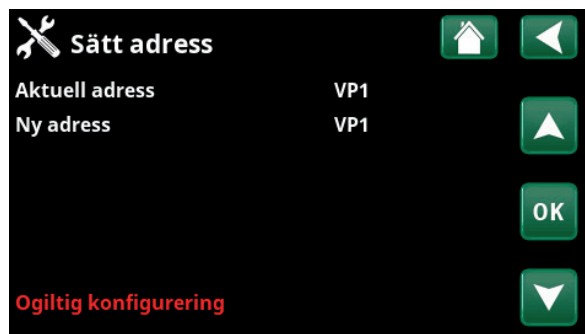 Sätt adress
Aktuell adress VP1
Ny adress VP1
OK
Ogiltig konfigurering